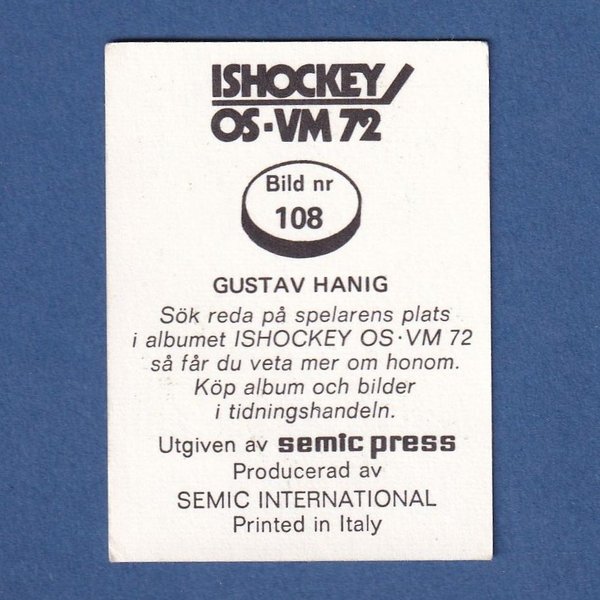 ISHOCKEY
OS·VM 72
Bild nr
108
GUSTAV HANIG
Sök reda på spelarens plats
i albumet ISHOCKEY OS·VM 72
så får du veta mer om honom.
Köp album och bilder
i tidningshandeln.
Utgiven av semic press
Producerad av
SEMIC INTERNATIONAL
Printed in Italy